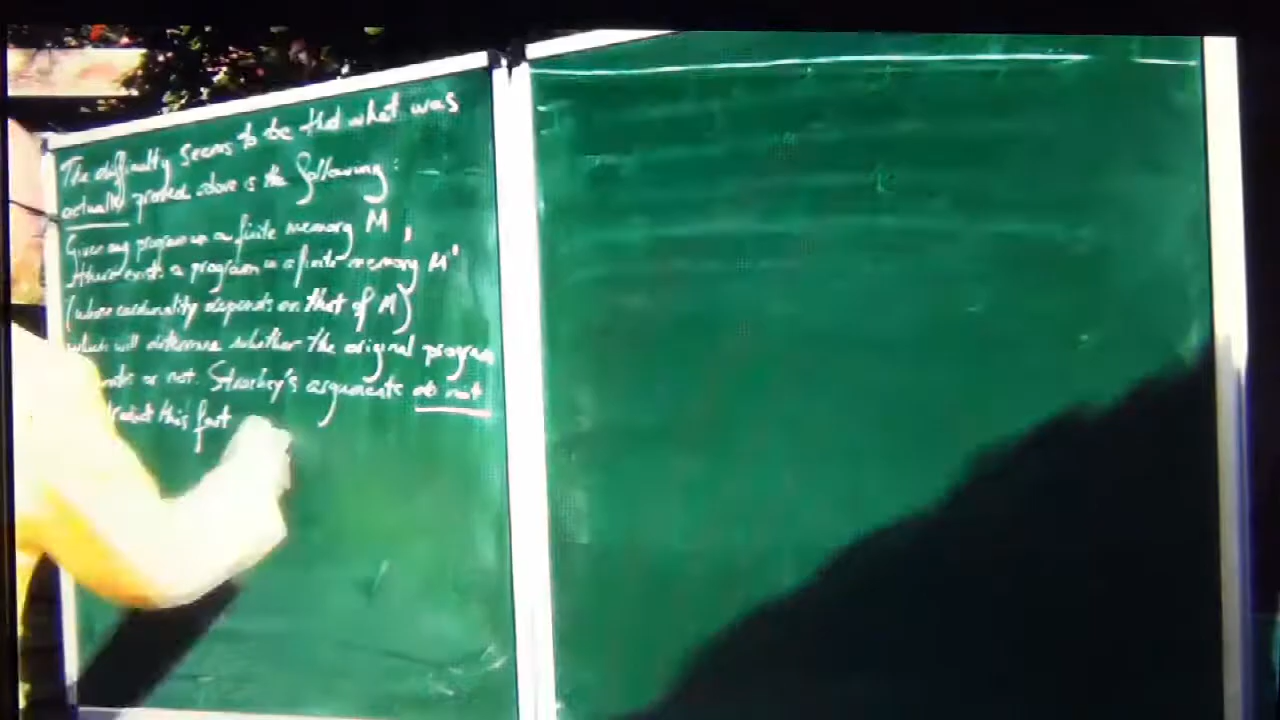 The difficulty seems to be that what was
actually proved above is the following:
Given any program in a finite memory M,
there exists a program in a finite memory M'
(whose cardinality depends on that of M)
which will determine whether the original program
or not. Strachey's arguments do not
this fact